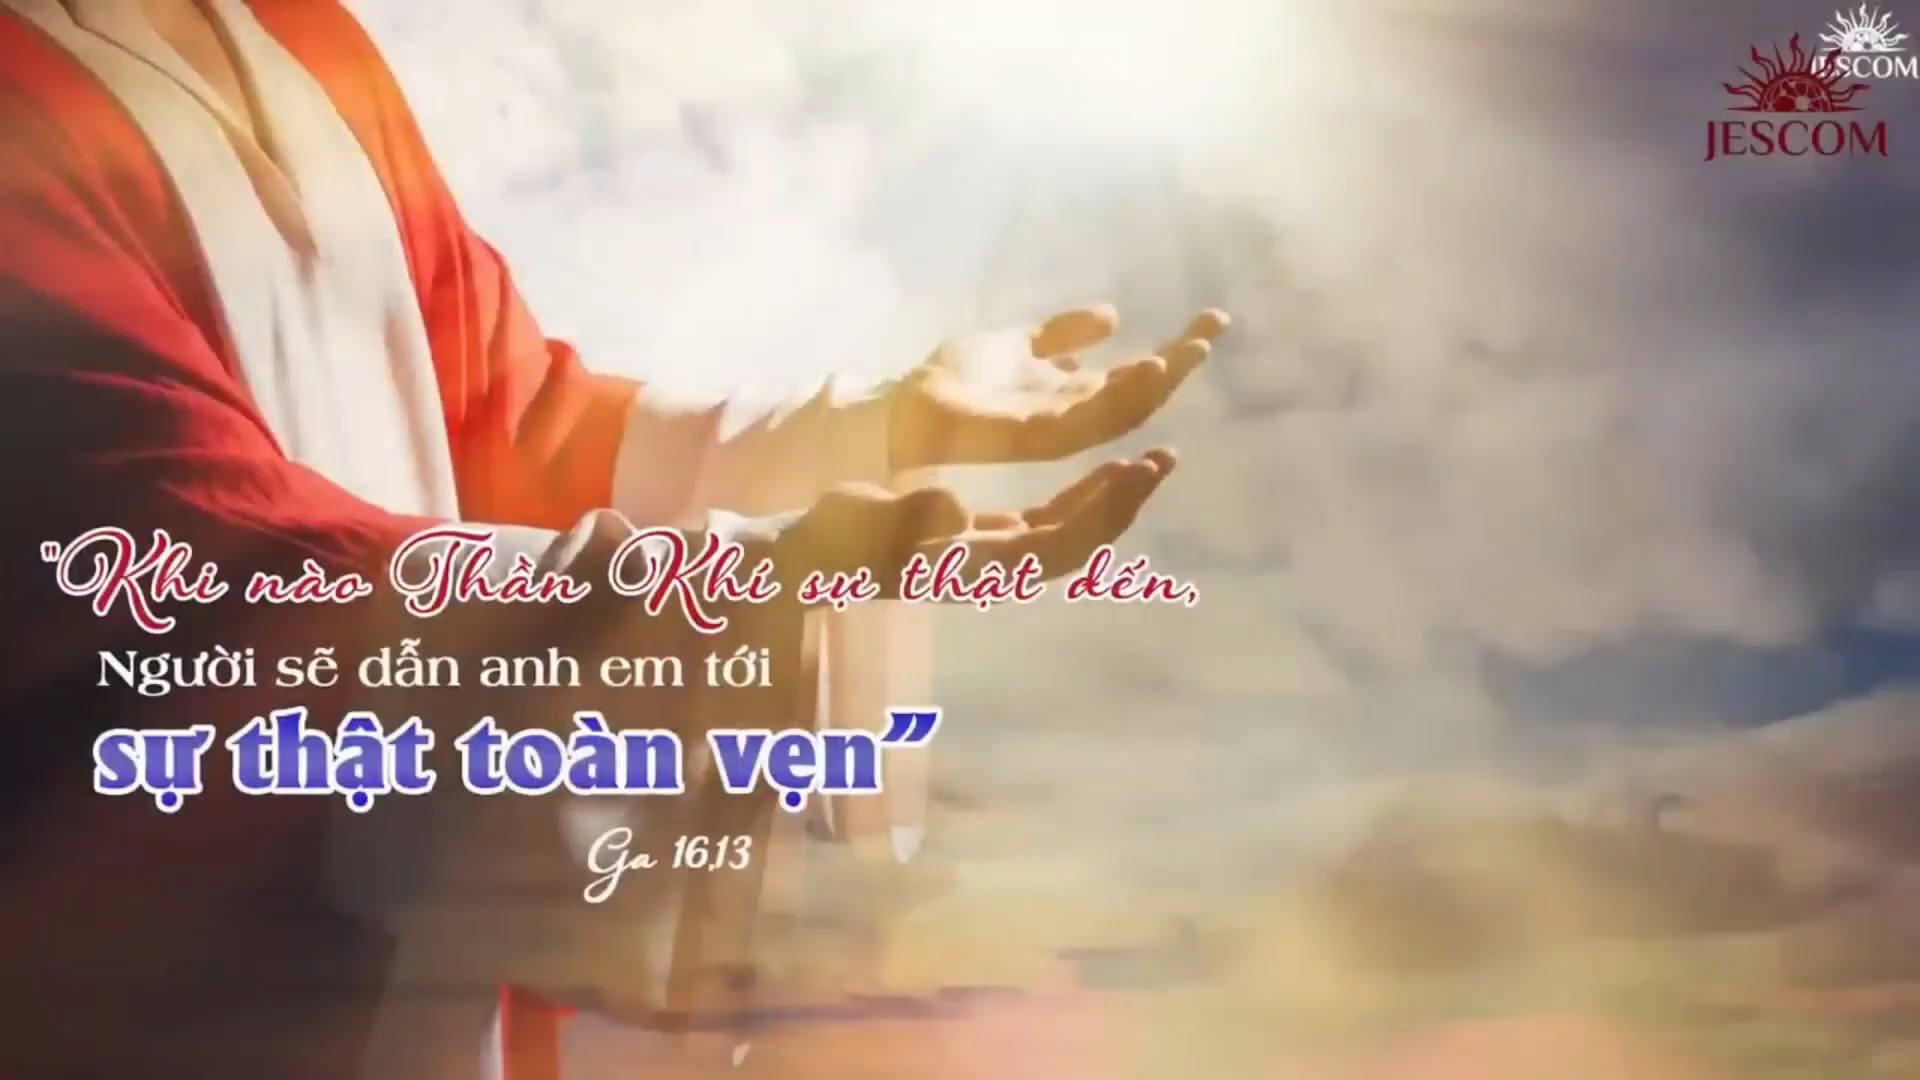 JESCOM
JESCOM
"Khi nào Thần Khí sự thật đến,
Người sẽ dẫn anh em tới
sự thật toàn vẹn”
Ga 16,13